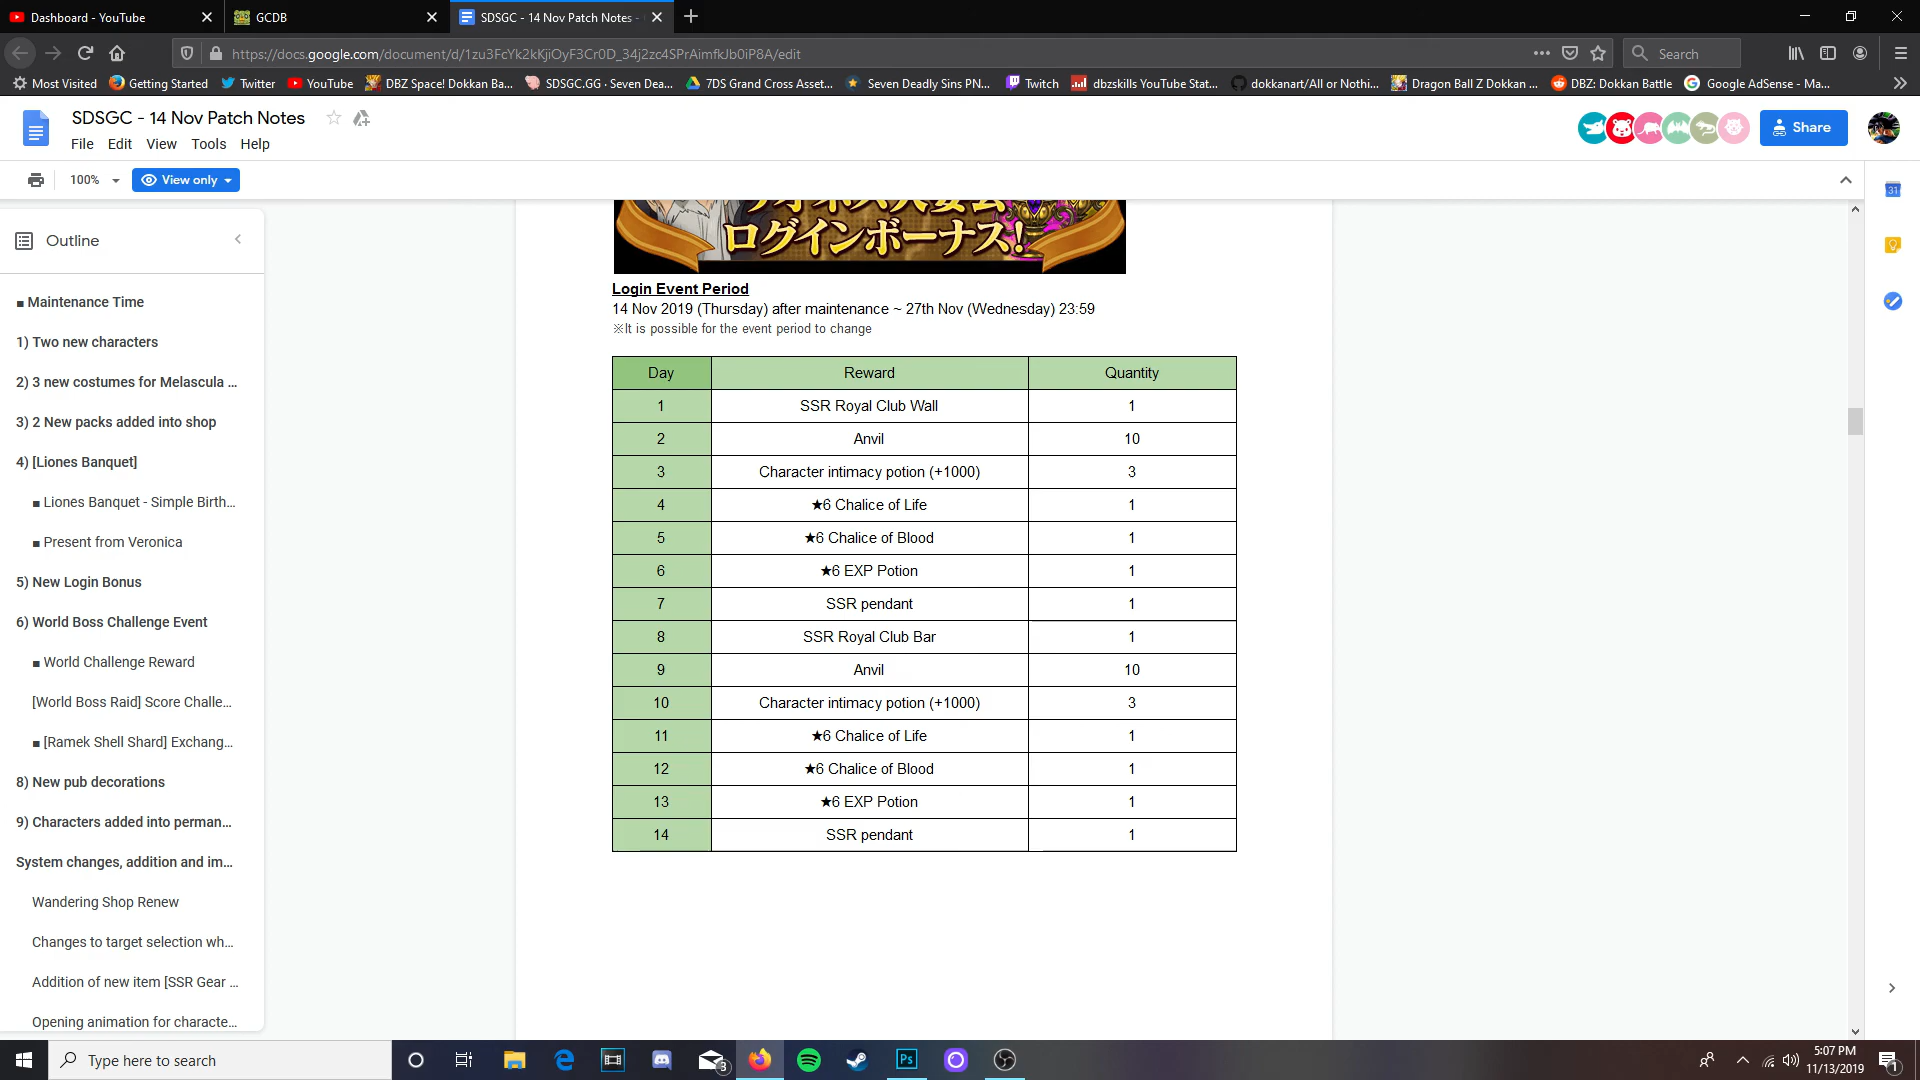 Dashboard - YouTube
GCDB
SDSGC - 14 Nov Patch Notes -
https://docs.google.com/document/d/1zu3FcYk2kKjiOyF3Cr0D_34j2zc4SPrAimfkJb0iP8A/edit
Search
Most Visited
Getting Started
Twitter
YouTube
DBZ Space! Dokkan Ba...
SDSGC.GG · Seven Dea...
7DS Grand Cross Asset...
Seven Deadly Sins PN...
Twitch
dbzskills YouTube Stat...
dokkanart/All or Nothi...
Dragon Ball Z Dokkan ...
DBZ: Dokkan Battle
Google AdSense - Ma...
SDSGC - 14 Nov Patch Notes
File Edit View Tools Help
Share
100%
View only
31
Outline
■ Maintenance Time
1) Two new characters
2) 3 new costumes for Melascula ...
3) 2 New packs added into shop
4) [Liones Banquet]
■ Liones Banquet - Simple Birth...
■ Present from Veronica
5) New Login Bonus
6) World Boss Challenge Event
■ World Challenge Reward
[World Boss Raid] Score Challe...
■ [Ramek Shell Shard] Exchang...
8) New pub decorations
9) Characters added into perman...
System changes, addition and im...
Wandering Shop Renew
Changes to target selection wh...
Addition of new item [SSR Gear ...
Opening animation for characte...
ログインボーナス!
Login Event Period
14 Nov 2019 (Thursday) after maintenance ~ 27th Nov (Wednesday) 23:59
※It is possible for the event period to change
Day Reward Quantity
1 SSR Royal Club Wall 1
2 Anvil 10
3 Character intimacy potion (+1000) 3
4 ★6 Chalice of Life 1
5 ★6 Chalice of Blood 1
6 ★6 EXP Potion 1
7 SSR pendant 1
8 SSR Royal Club Bar 1
9 Anvil 10
10 Character intimacy potion (+1000) 3
11 ★6 Chalice of Life 1
12 ★6 Chalice of Blood 1
13 ★6 EXP Potion 1
14 SSR pendant 1
Type here to search
3
Ps
5:07 PM
11/13/2019
1